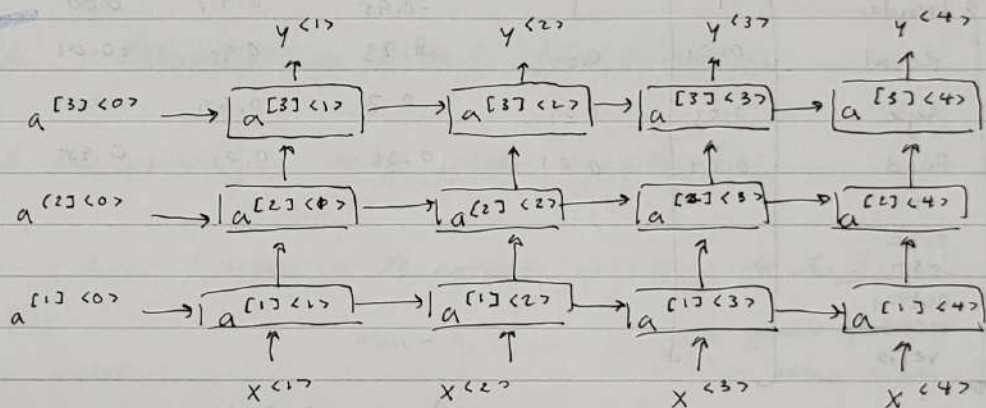 y<1> y<2> y<3> y<4>
a[3]<0> a[3]<1> a[3]<2> a[3]<3> a[3]<4>
a[2]<0> a[2]<1> a[2]<2> a[2]<3> a[2]<4>
a[1]<0> a[1]<1> a[1]<2> a[1]<3> a[1]<4>
x<1> x<2> x<3> x<4>